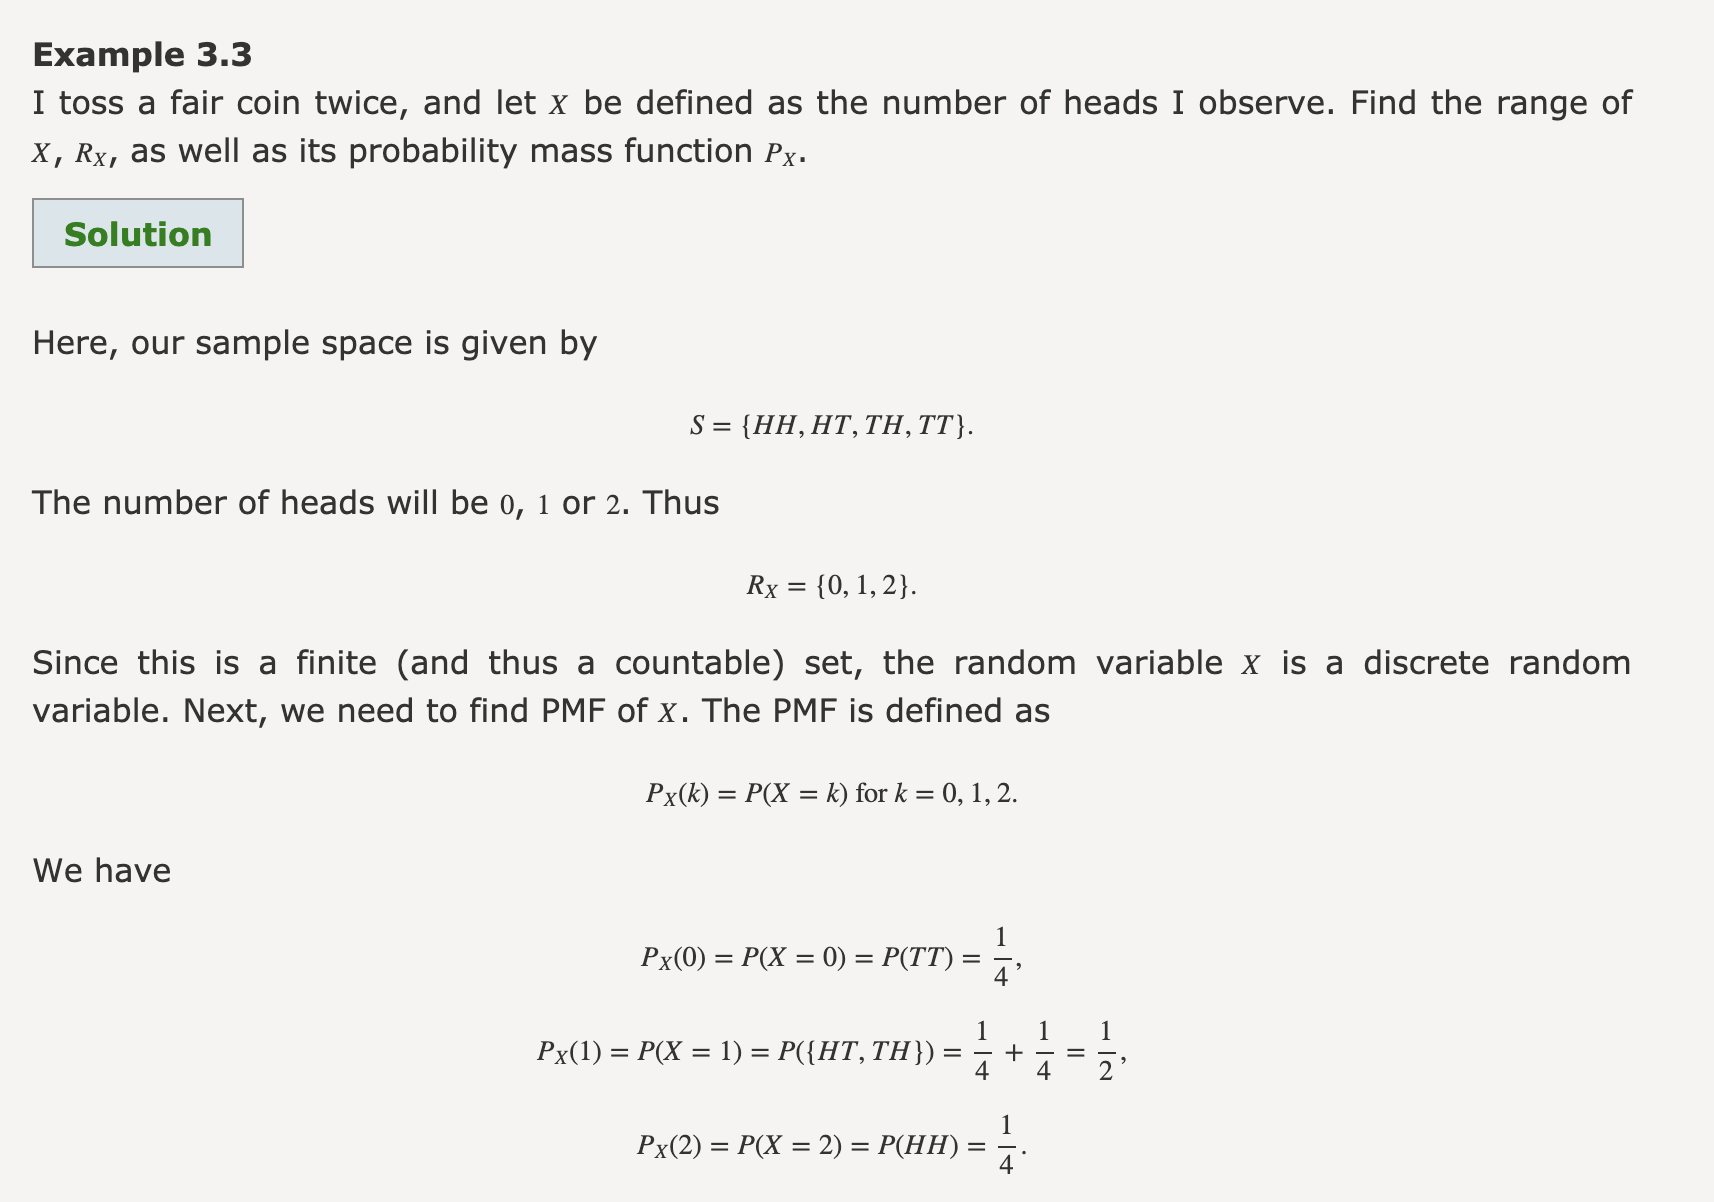 Example 3.3
I toss a fair coin twice, and let X be defined as the number of heads I observe. Find the range of
X, R_X, as well as its probability mass function P_X.
Solution
Here, our sample space is given by
S = {HH, HT, TH, TT}.
The number of heads will be 0, 1 or 2. Thus
R_X = {0, 1, 2}.
Since this is a finite (and thus a countable) set, the random variable X is a discrete random
variable. Next, we need to find PMF of X. The PMF is defined as
P_X(k) = P(X = k) for k = 0, 1, 2.
We have
P_X(0) = P(X = 0) = P(TT) = 1/4,
P_X(1) = P(X = 1) = P({HT, TH}) = 1/4 + 1/4 = 1/2,
P_X(2) = P(X = 2) = P(HH) = 1/4.